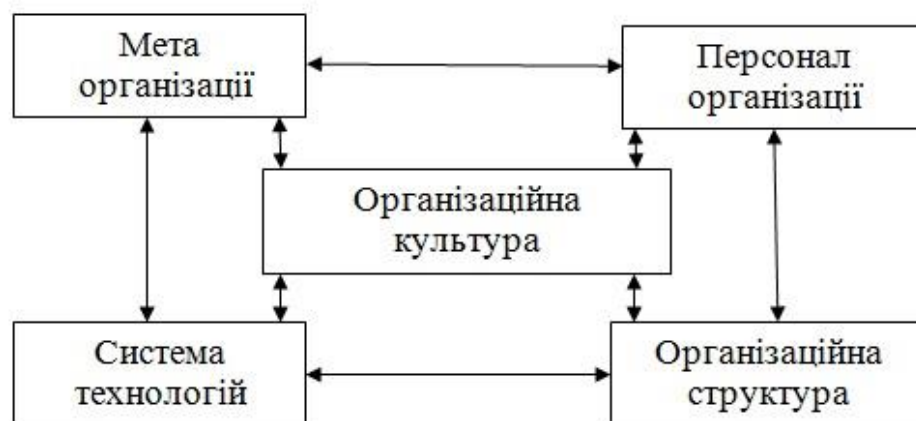 Мета
організації
Персонал
організації
Організаційна
культура
Система
технологій
Організаційна
структура